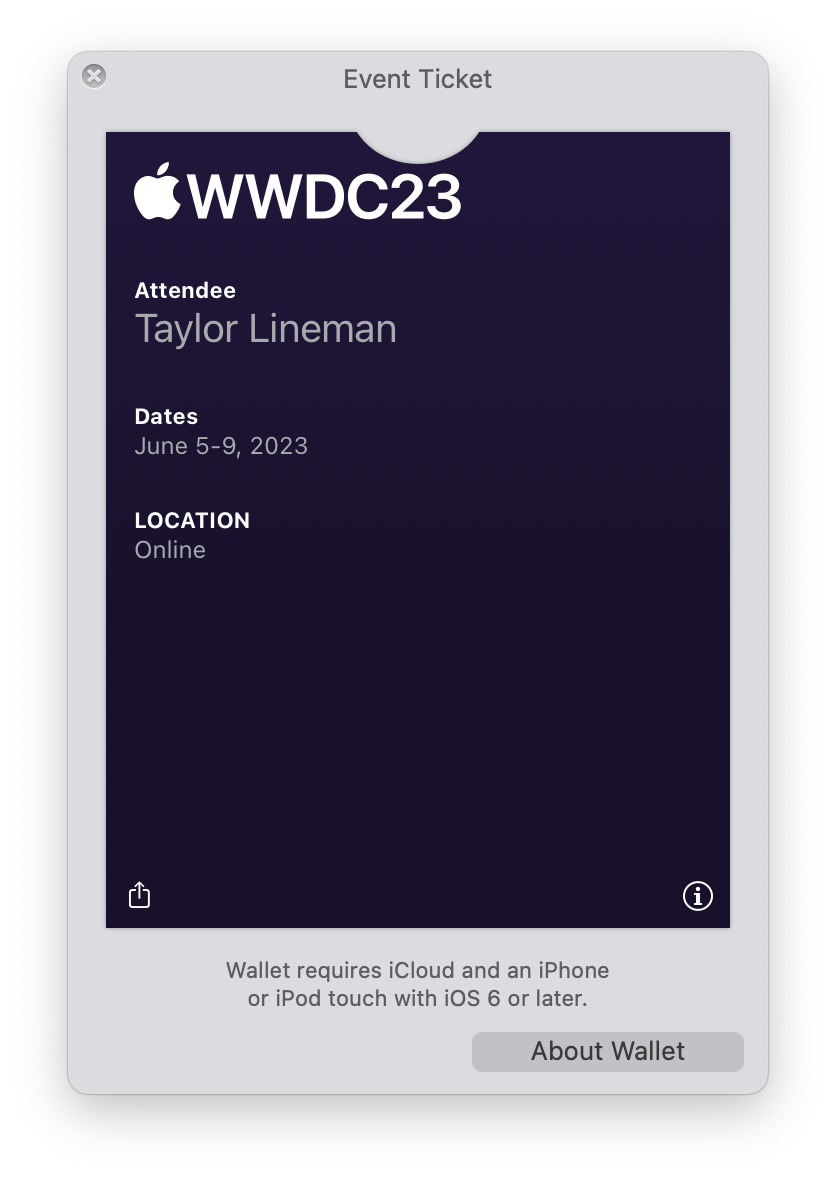 Event Ticket
WWDC23
Attendee
Taylor Lineman
Dates
June 5-9, 2023
LOCATION
Online
Wallet requires iCloud and an iPhone
or iPod touch with iOS 6 or later.
About Wallet